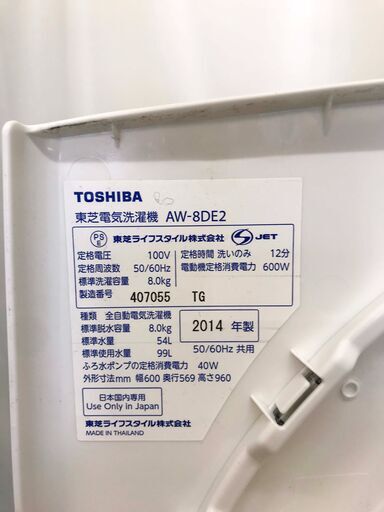 TOSHIBA
東芝電気洗濯機 AW-8DE2
PS E 東芝ライフスタイル株式会社 S JET
定格電圧 100V 定格時間 洗いのみ 12分
定格周波数 50/60Hz 電動機定格消費電力 600W
標準洗濯容量 8.0kg
製造番号 407055 TG
種類 全自動電気洗濯機
標準脱水容量 8.0kg 2014 年製
標準水量 54L
標準使用水量 99L 50/60Hz 共用
ふろ水ポンプの定格消費電力 40W
外形寸法mm 幅600 奥行569 高さ960
日本国内専用
Use Only in Japan
東芝ライフスタイル株式会社
MADE IN THAILAND